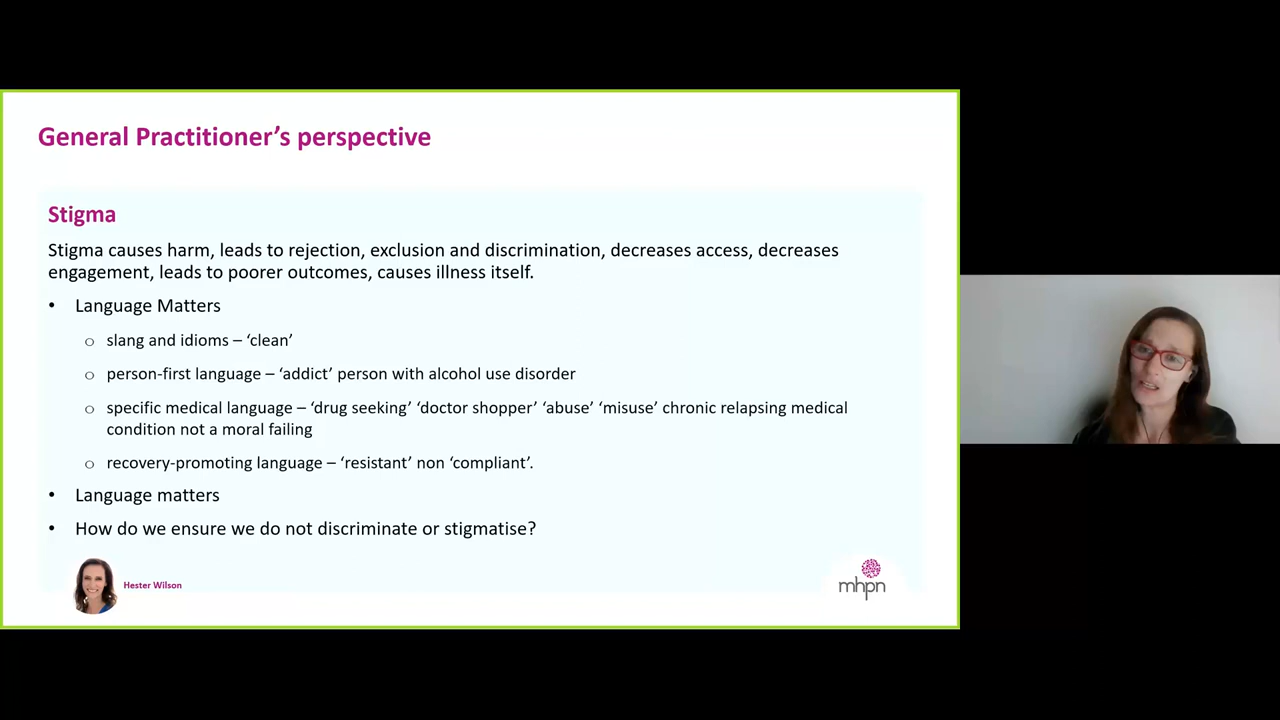 General Practitioner’s perspective
Stigma
Stigma causes harm, leads to rejection, exclusion and discrimination, decreases access, decreases
engagement, leads to poorer outcomes, causes illness itself.
• Language Matters
o slang and idioms – ‘clean’
o person-first language – ‘addict’ person with alcohol use disorder
o specific medical language – ‘drug seeking’ ‘doctor shopper’ ‘abuse’ ‘misuse’ chronic relapsing medical
condition not a moral failing
o recovery-promoting language – ‘resistant’ non ‘compliant’.
• Language matters
• How do we ensure we do not discriminate or stigmatise?
Hester Wilson
mhpn